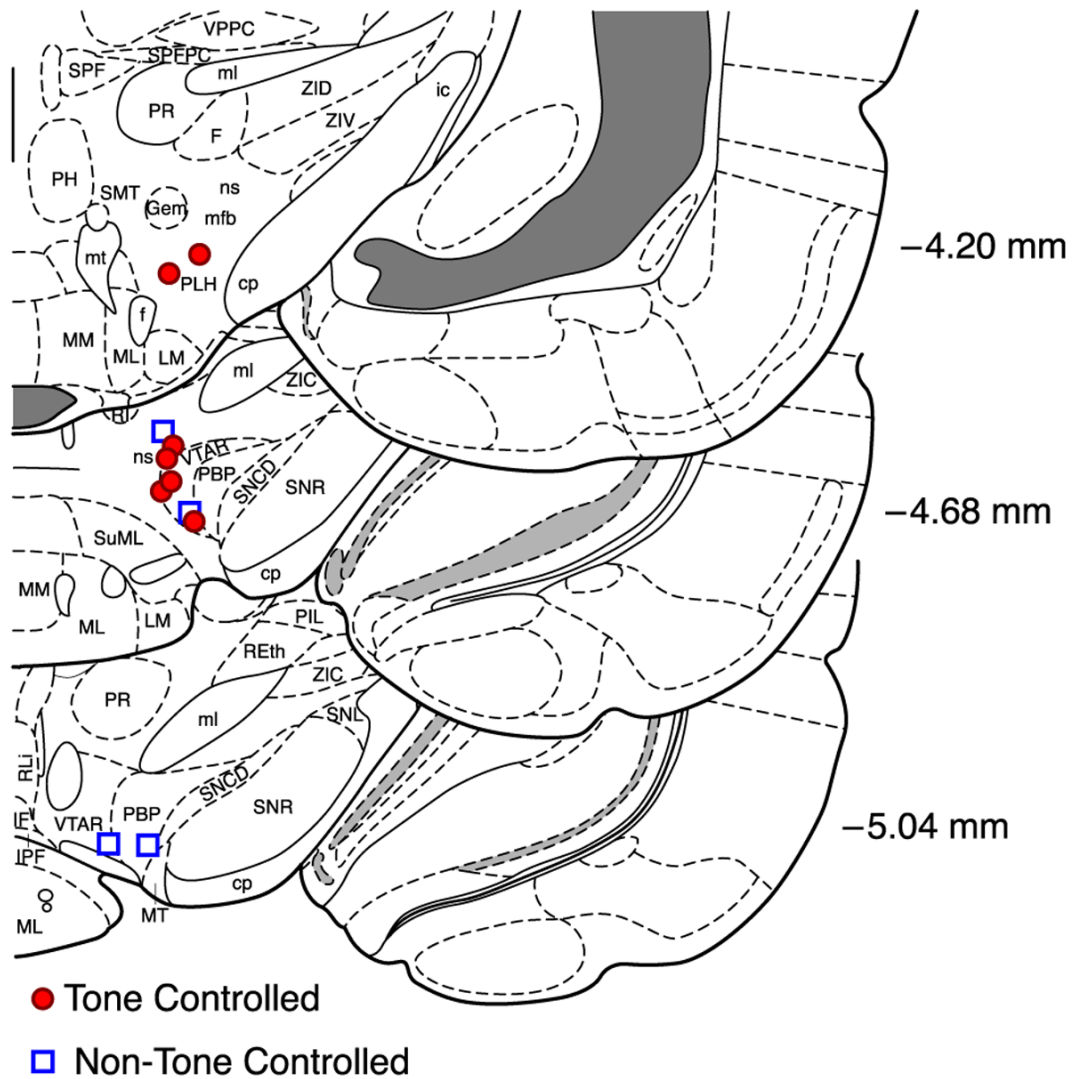 VPPC
SPFPC
SPF
ml
ZID
ic
PR
F
ZIV
PH
SMT
ns
Gem
mfb
mt
PLH
cp
f
MM
ML
LM
−4.20 mm
ml
ZIC
RI
ns
VTAR
PBP
SNCD
SNR
−4.68 mm
SuML
cp
MM
ML
LM
PIL
REth
ZIC
PR
ml
SNL
RLi
SNCD
SNR
VTAR
PBP
−5.04 mm
IF
IPF
cp
MT
ML
Tone Controlled
Non-Tone Controlled